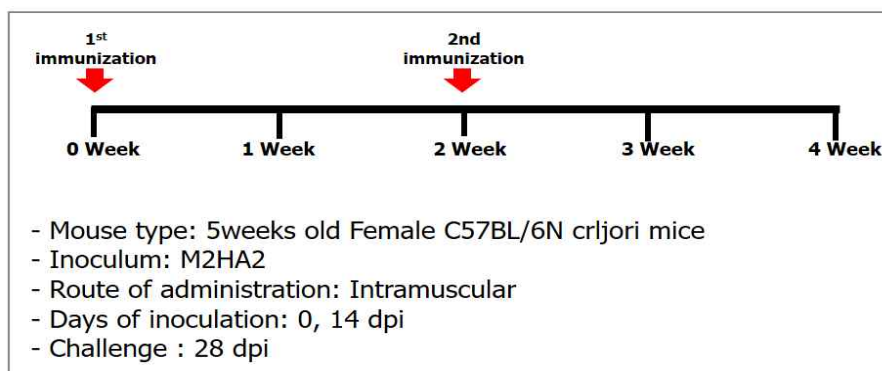 1st
immunization
2nd
immunization
0 Week 1 Week 2 Week 3 Week 4 Week
- Mouse type: 5weeks old Female C57BL/6N crljori mice
- Inoculum: M2HA2
- Route of administration: Intramuscular
- Days of inoculation: 0, 14 dpi
- Challenge : 28 dpi